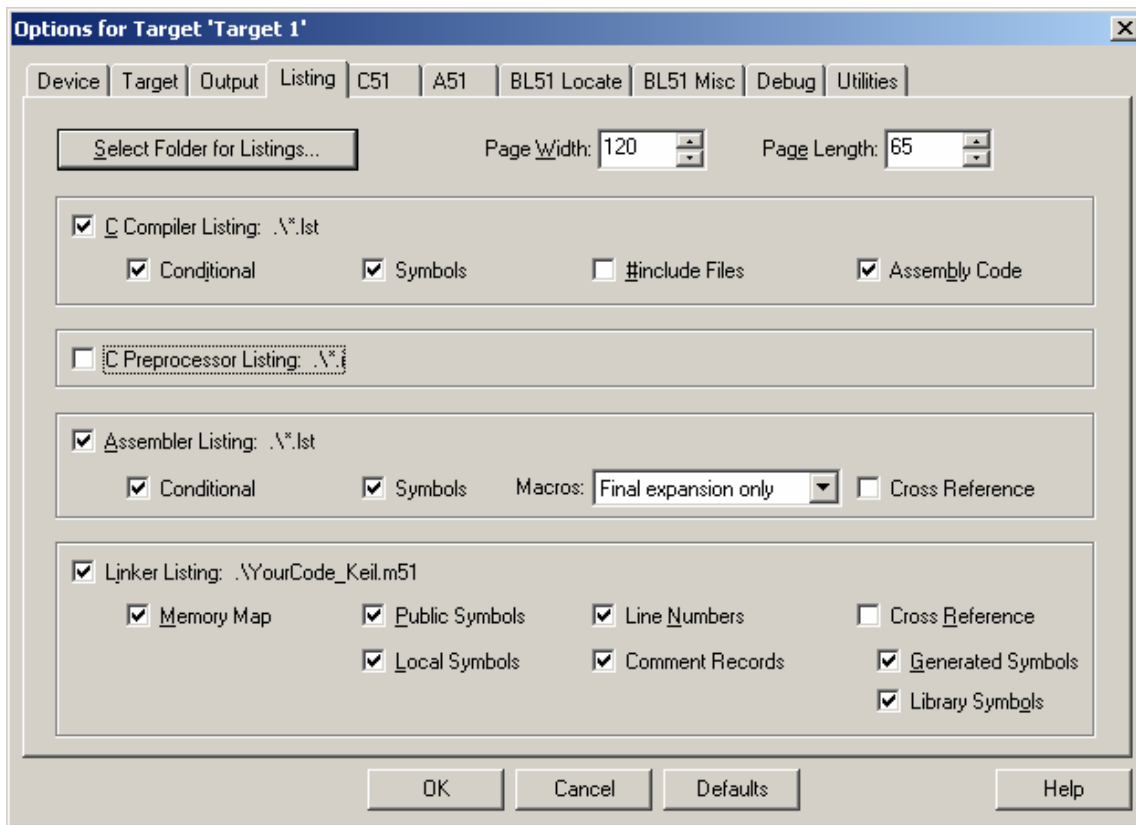 Options for Target 'Target 1'
Device Target Output Listing C51 A51 BL51 Locate BL51 Misc Debug Utilities
Select Folder for Listings... Page Width: 120 Page Length: 65
C Compiler Listing: .\*.lst
Conditional Symbols #include Files Assembly Code
C Preprocessor Listing: .\*.i
Assembler Listing: .\*.lst
Conditional Symbols Macros: Final expansion only Cross Reference
Linker Listing: .\YourCode_Keil.m51
Memory Map Public Symbols Line Numbers Cross Reference
Local Symbols Comment Records Generated Symbols
Library Symbols
OK Cancel Defaults Help